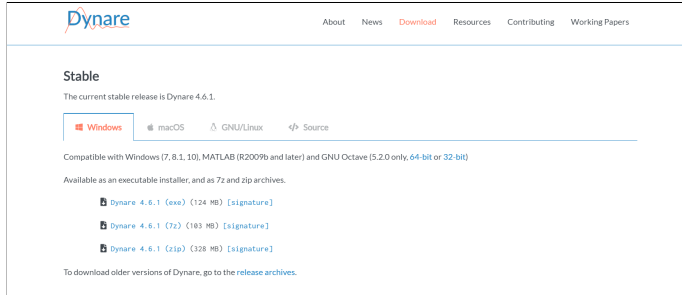 Dynare
About News Download Resources Contributing Working Papers
Stable
The current stable release is Dynare 4.6.1.
Windows macOS GNU/Linux </> Source
Compatible with Windows (7, 8.1, 10), MATLAB (R2009b and later) and GNU Octave (5.2.0 only, 64-bit or 32-bit)
Available as an executable installer, and as 7z and zip archives.
Dynare 4.6.1 (exe) (124 MB) [signature]
Dynare 4.6.1 (7z) (103 MB) [signature]
Dynare 4.6.1 (zip) (328 MB) [signature]
To download older versions of Dynare, go to the release archives.